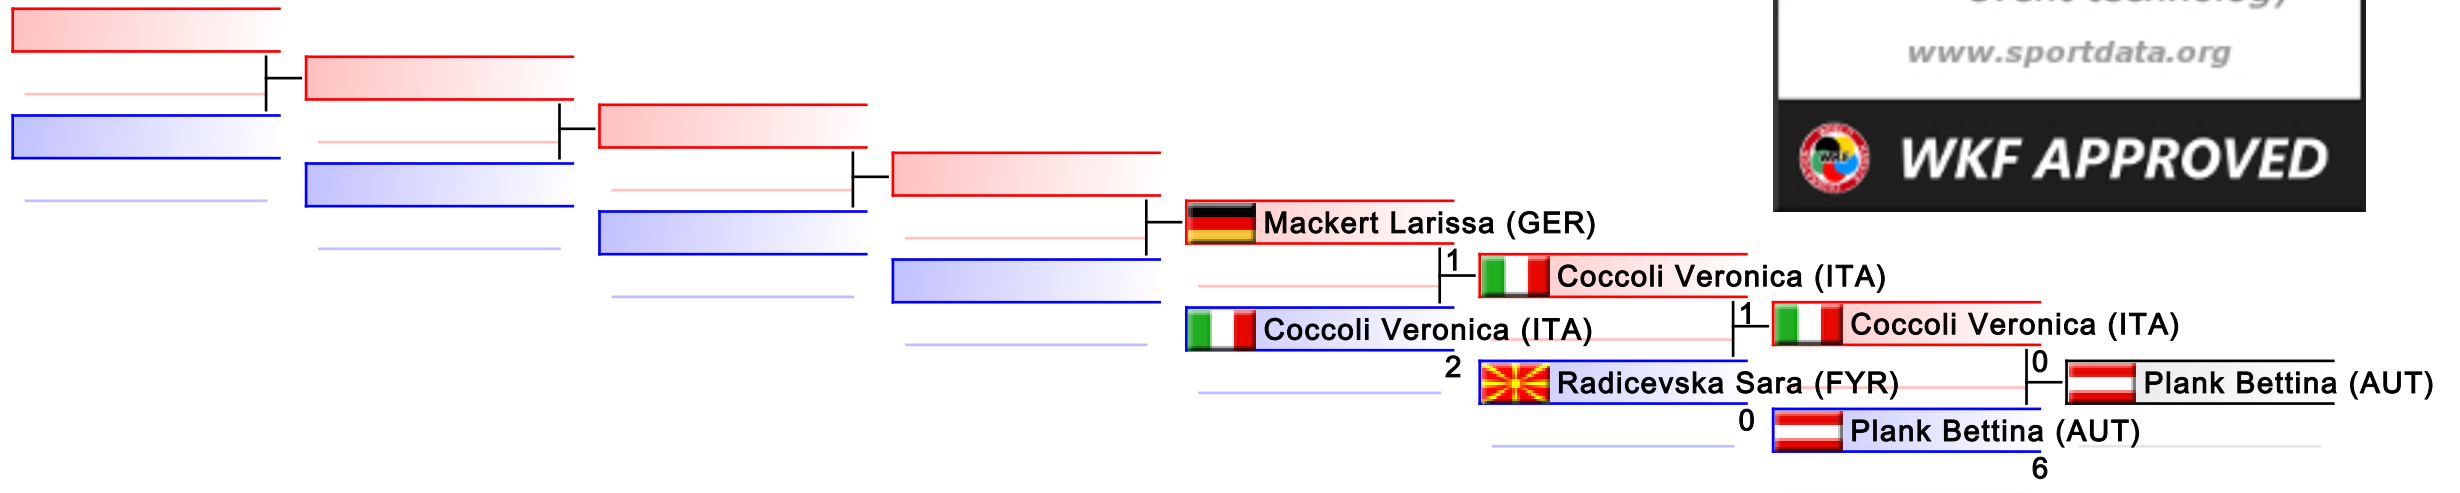 www.sportdata.org
WKF APPROVED
Mackert Larissa (GER)
1
Coccoli Veronica (ITA)
Coccoli Veronica (ITA)
2
1
Coccoli Veronica (ITA)
Radicevska Sara (FYR)
0
0
Plank Bettina (AUT)
Plank Bettina (AUT)
6